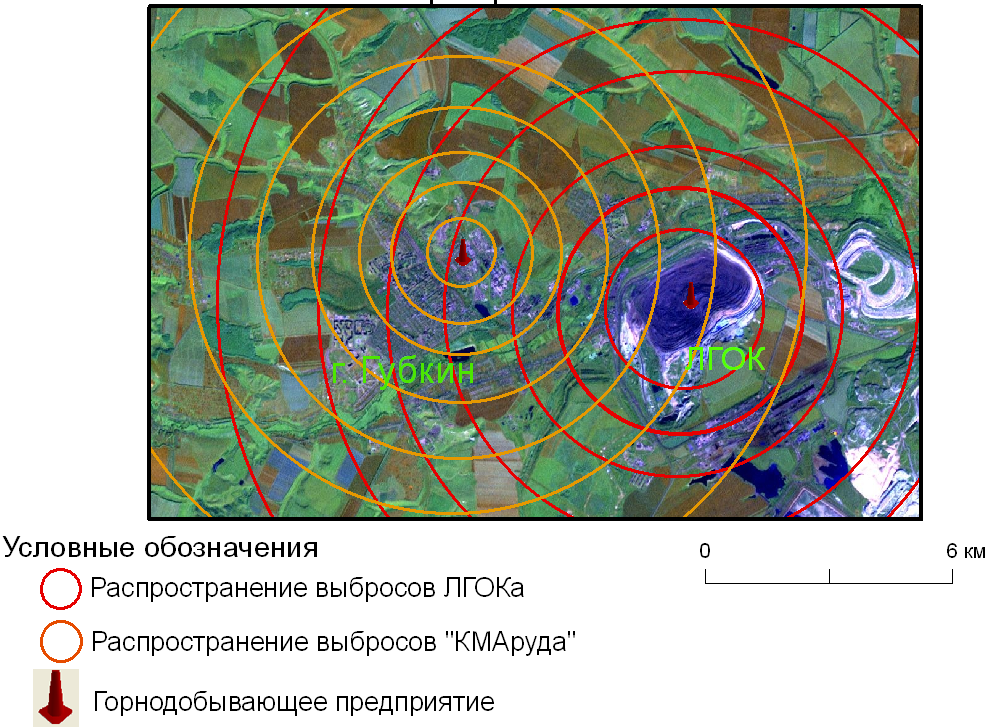 г. Губкин
ЛГОК
Условные обозначения
0 6 км
Распространение выбросов ЛГОКа
Распространение выбросов "КМАруда"
Горнодобывающее предприятие